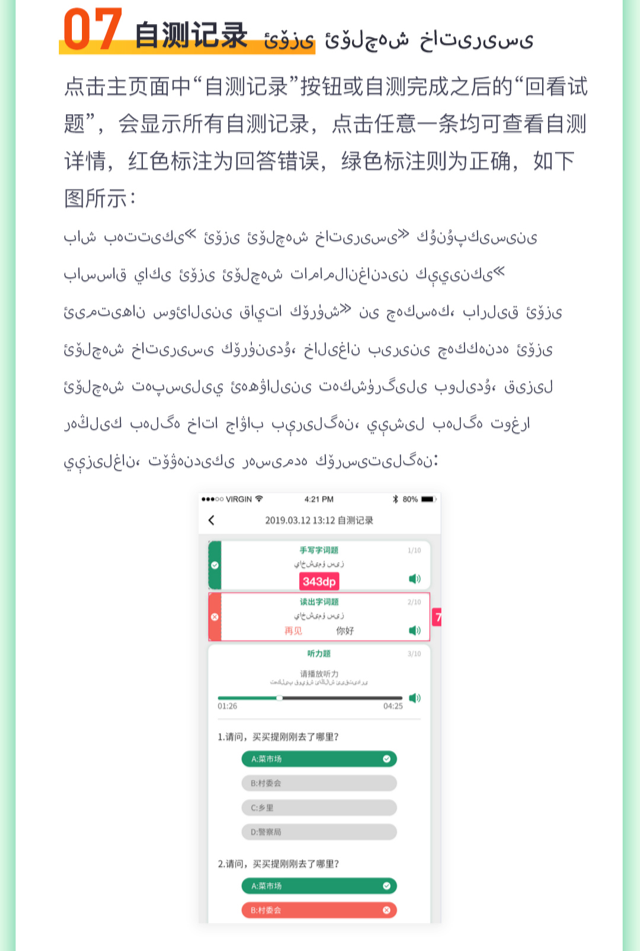 07 自测记录 ئۆزى ئۆلچەش خاتىرىسى
点击主页面中“自测记录”按钮或自测完成之后的“回看试
题”，会显示所有自测记录，点击任意一条均可查看自测
详情，红色标注为回答错误，绿色标注则为正确，如下
图所示：
باش بەتتىكى«ئۆزى ئۆلچەش خاتىرىسى» كۇنۇپكىسىنى
باسساق ياكى ئۆزى ئۆلچەش تاماملانغاندىن كېيىنكى«
ئىمتىھان سوئالىنى قايتا كۆرۈش» نى چەكسەك، بارلىق ئۆزى
ئۆلچەش خاتىرىسى كۆرۈنىدۇ، خالىغان بىرىنى چەككەندە ئۆزى
ئۆلچەش تەپسىلىي ئەھۋالىنى تەكشۈرگىلى بولىدۇ، قىزىل
رەڭلىك بەلگە خاتا جاۋاب بېرىلگەن، يېشىل بەلگە توغرا
يېزىلغان، تۆۋەندىكى رەسىمدە كۆرسىتىلگەن:
VIRGIN 4:21 PM 80%
2019.03.12 13:12 自测记录
手写字词题 1/10
343dp
读出字词题 2/10
再见 你好
听力题 3/10
请播放听力
01:26 04:25
1.请问，买买提刚刚去了哪里?
A:菜市场
B:村委会
C:乡里
D:警察局
2.请问，买买提刚刚去了哪里?
A:菜市场
B:村委会